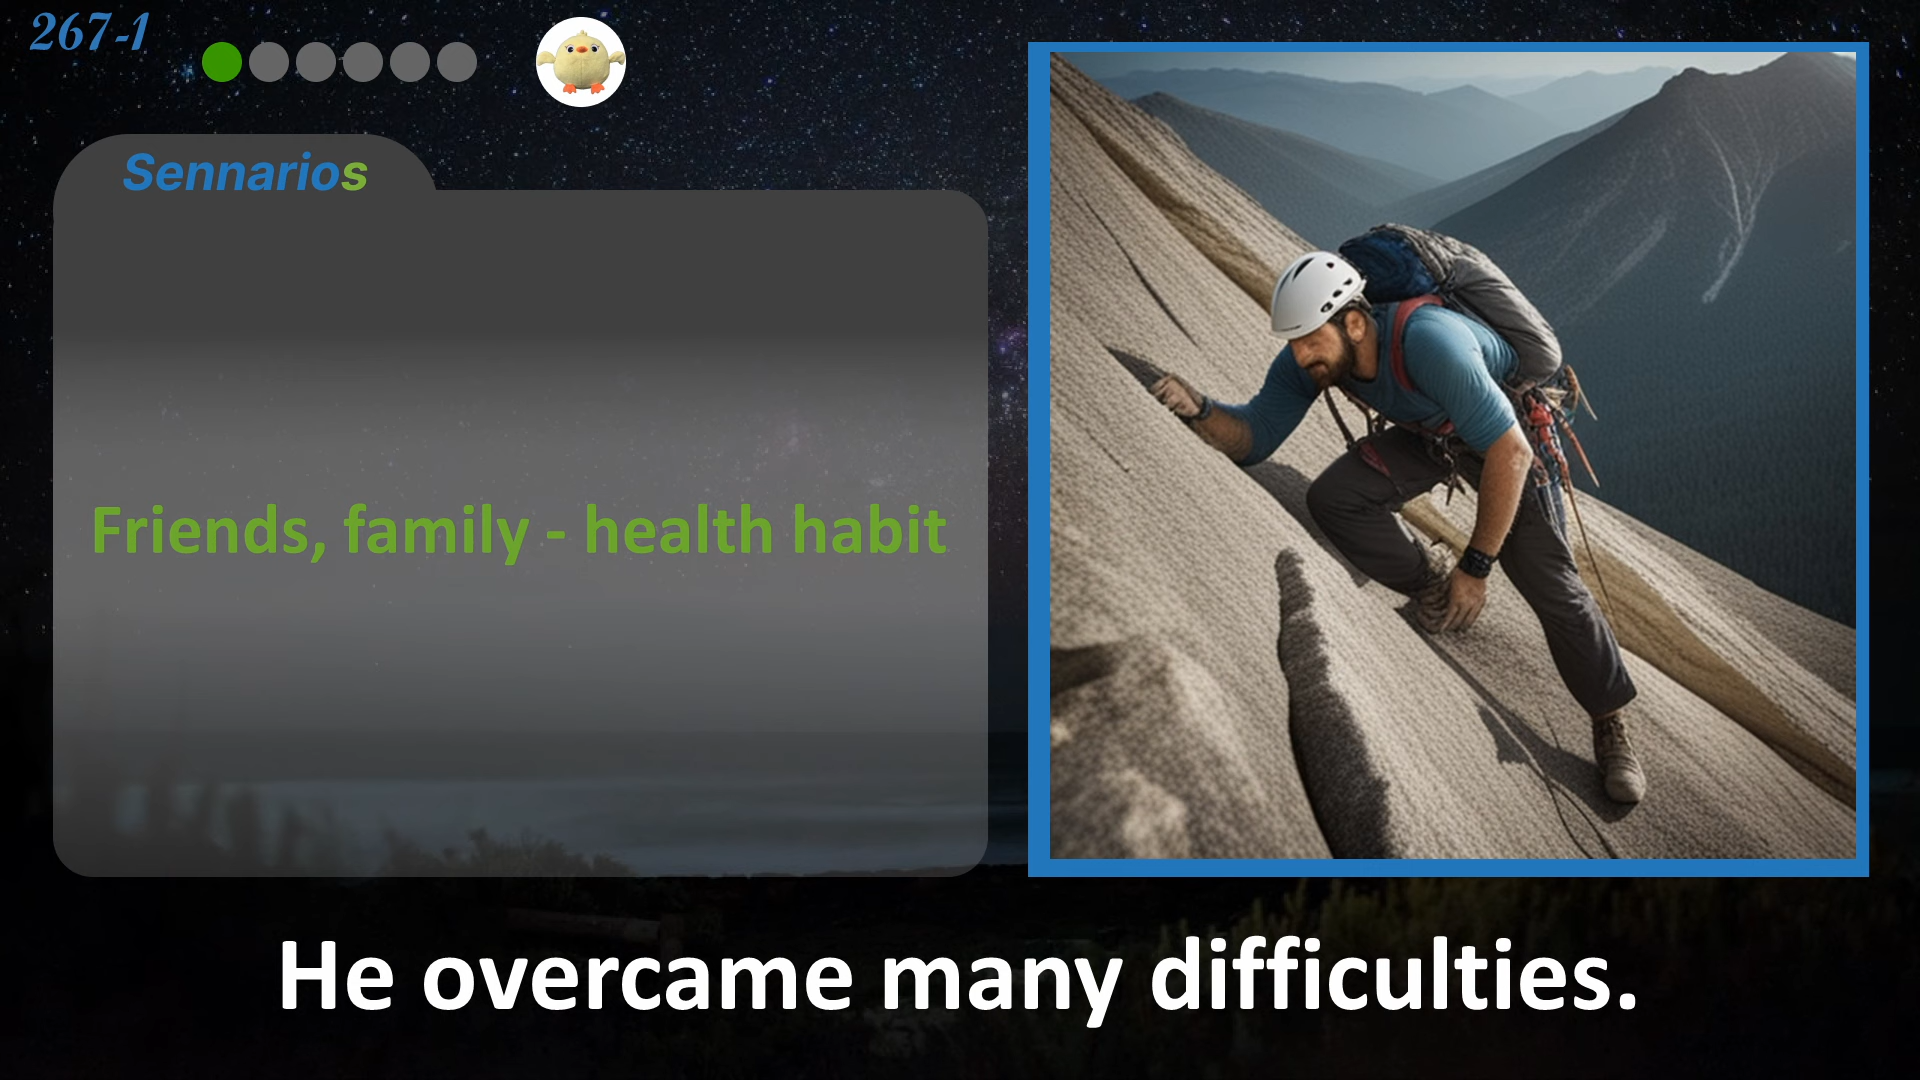 267-1
Sennarios
Friends, family - health habit
He overcame many difficulties.